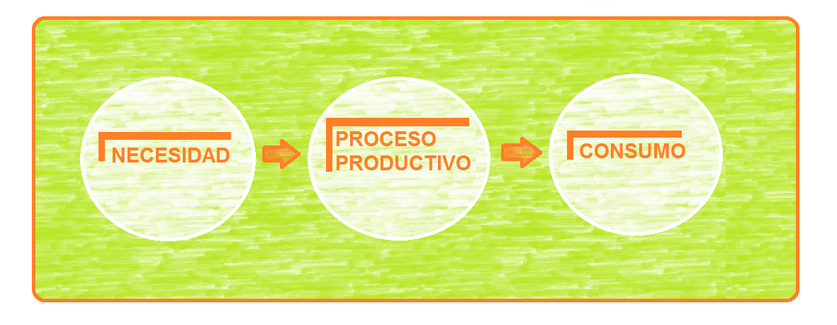 NECESIDAD
PROCESO
PRODUCTIVO
CONSUMO